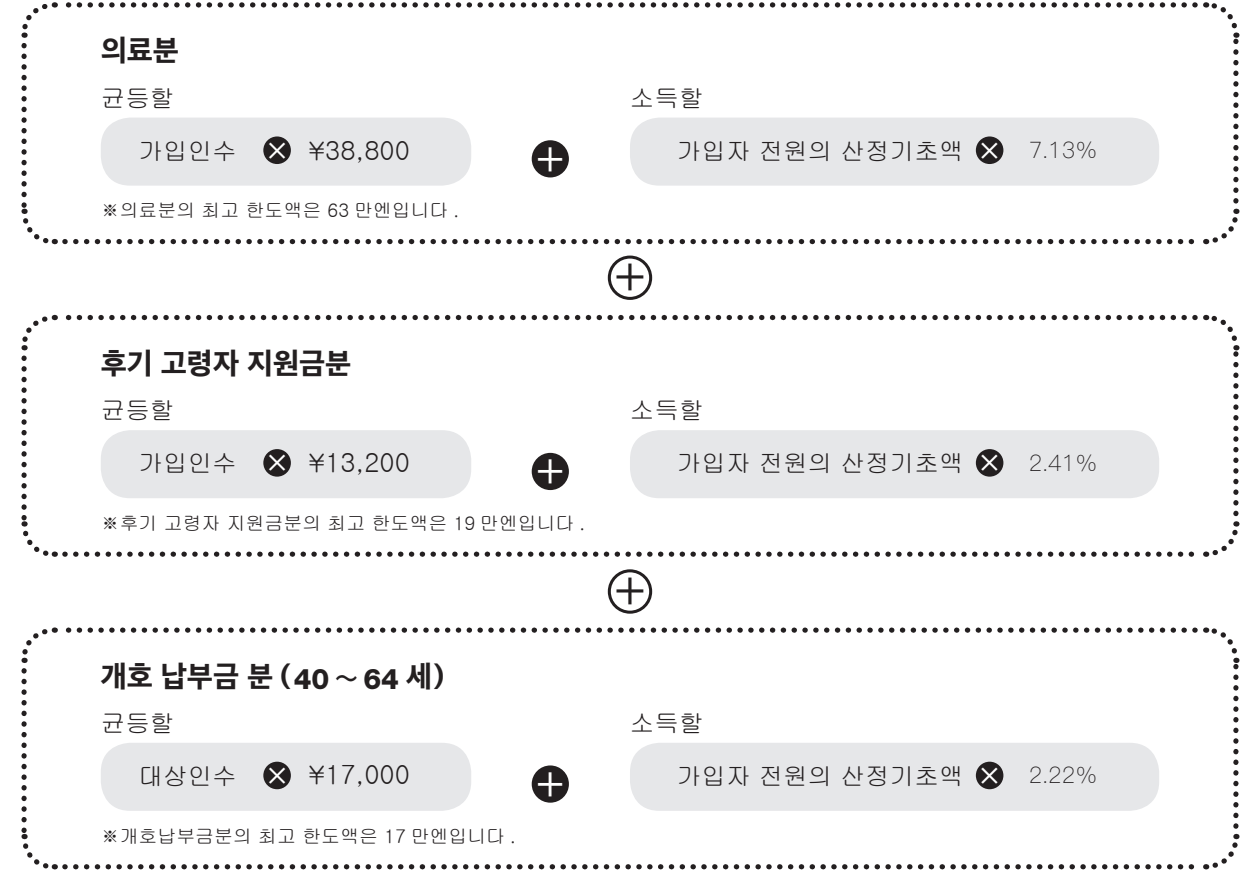 의료분
균등할 소득할
가입인수 ⊗ ¥38,800 ⊕ 가입자 전원의 산정기초액 ⊗ 7.13%
※의료분의 최고 한도액은 63 만엔입니다 .
⊕
후기 고령자 지원금분
균등할 소득할
가입인수 ⊗ ¥13,200 ⊕ 가입자 전원의 산정기초액 ⊗ 2.41%
※후기 고령자 지원금분의 최고 한도액은 19 만엔입니다 .
⊕
개호 납부금 분 (40 ~ 64 세)
균등할 소득할
대상인수 ⊗ ¥17,000 ⊕ 가입자 전원의 산정기초액 ⊗ 2.22%
※개호납부금분의 최고 한도액은 17 만엔입니다 .